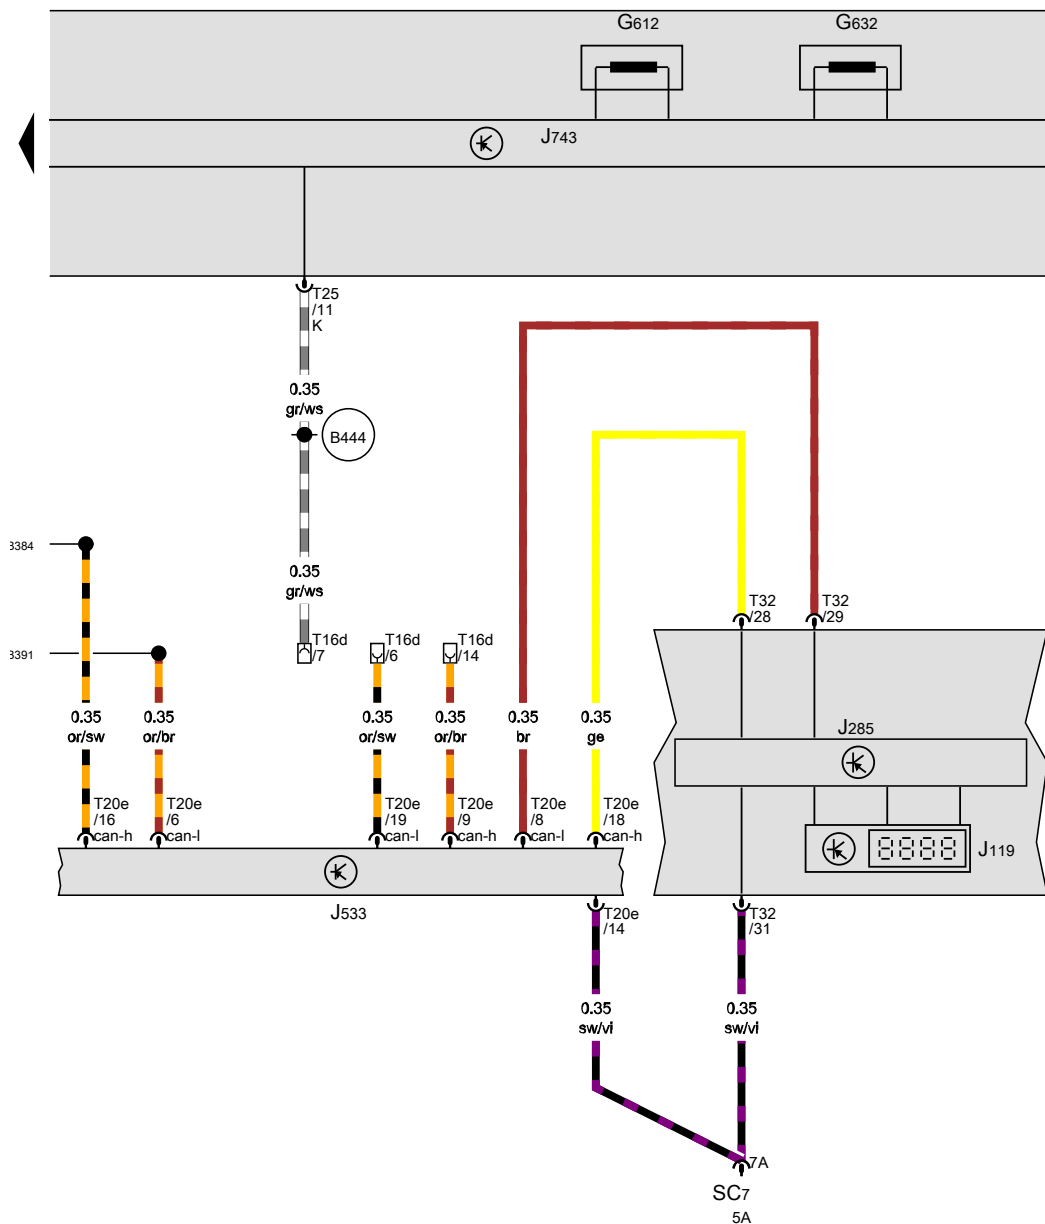 G612
G632
J743
T25
/11
K
0.35
gr/ws
B444
3384
0.35
gr/ws
T32
/28
T32
/29
3391
T16d
/7
T16d
/6
T16d
/14
0.35
or/sw
0.35
or/br
0.35
or/sw
0.35
or/br
0.35
br
0.35
ge
J285
T20e
/16
can-h
T20e
/6
can-l
T20e
/19
can-l
T20e
/9
can-h
T20e
/8
can-l
T20e
/18
can-h
8888
J119
J533
T20e
/14
T32
/31
0.35
sw/vi
0.35
sw/vi
7A
SC7
5A